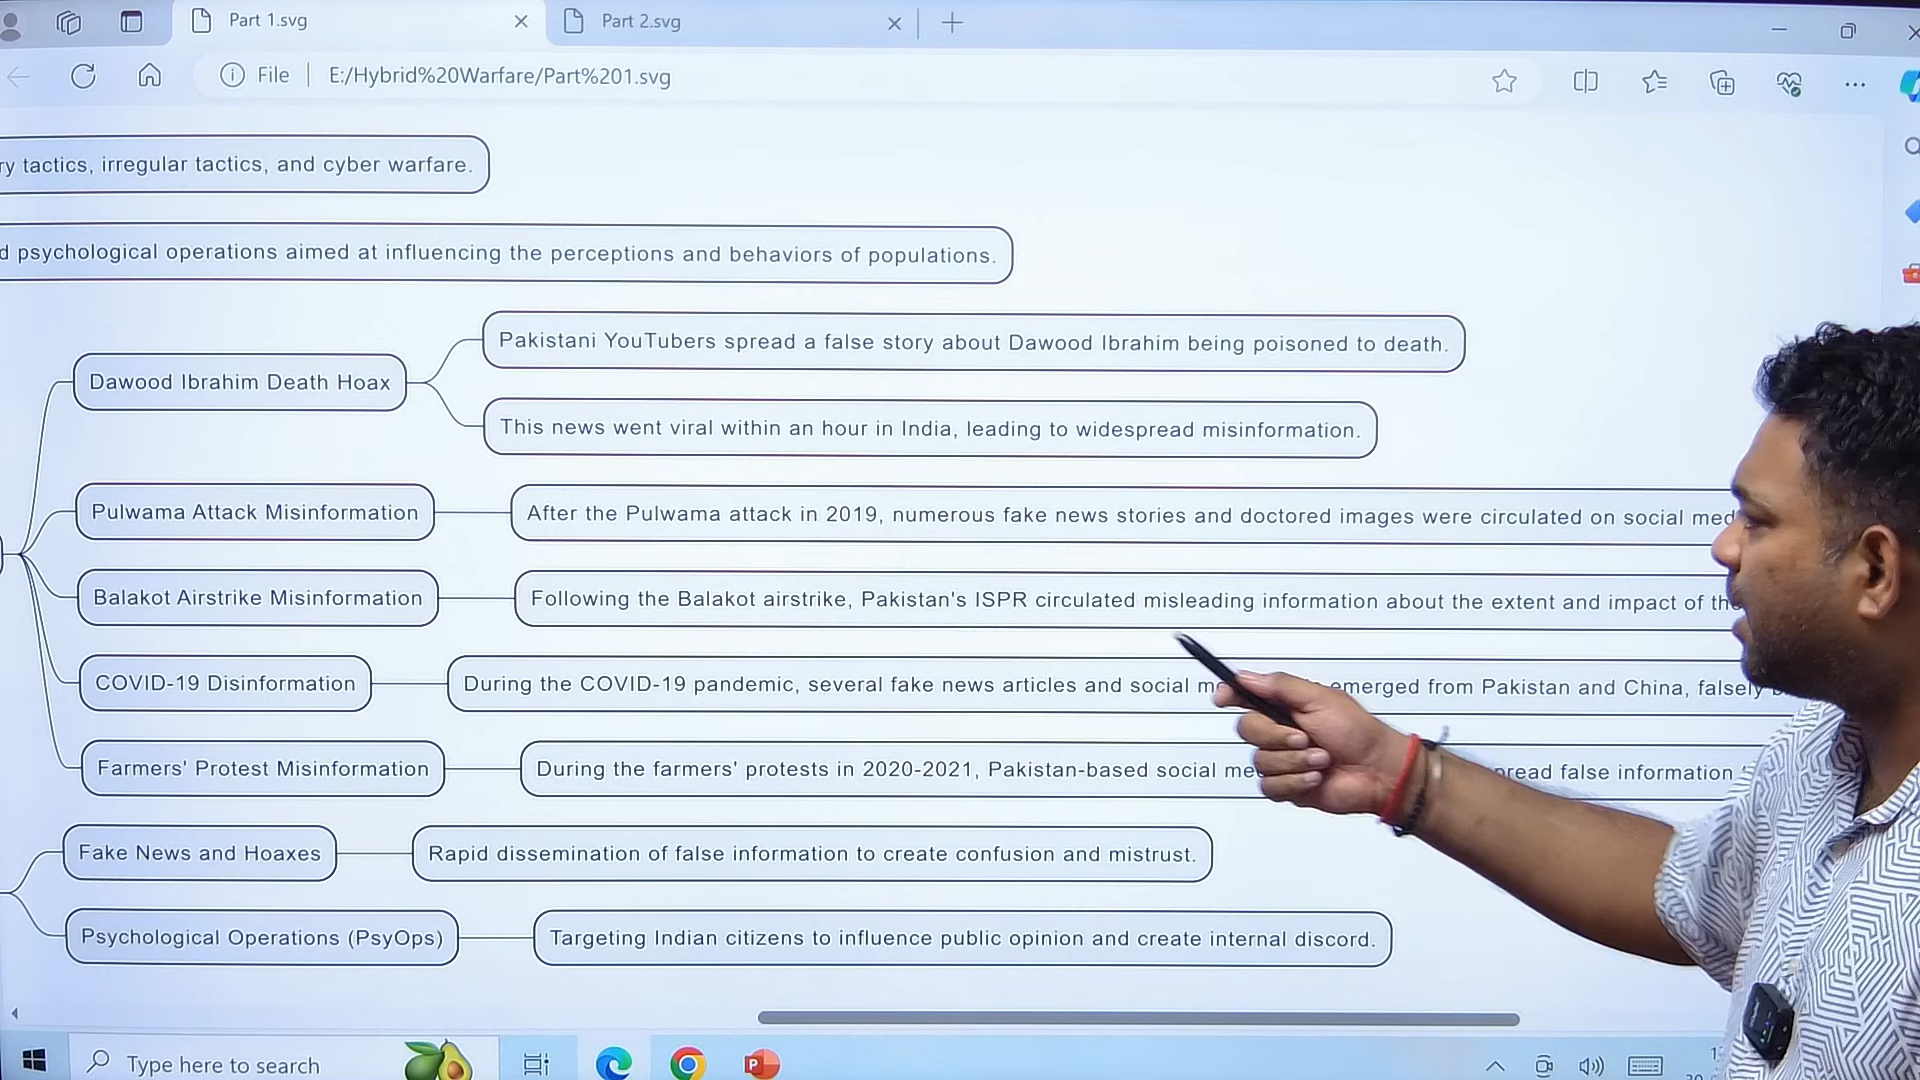 Part 1.svg
Part 2.svg
File
E:/Hybrid%20Warfare/Part%201.svg
ry tactics, irregular tactics, and cyber warfare.
d psychological operations aimed at influencing the perceptions and behaviors of populations.
Dawood Ibrahim Death Hoax
Pakistani YouTubers spread a false story about Dawood Ibrahim being poisoned to death.
This news went viral within an hour in India, leading to widespread misinformation.
Pulwama Attack Misinformation
After the Pulwama attack in 2019, numerous fake news stories and doctored images were circulated on social med
Balakot Airstrike Misinformation
Following the Balakot airstrike, Pakistan's ISPR circulated misleading information about the extent and impact of the
COVID-19 Disinformation
During the COVID-19 pandemic, several fake news articles and social m emerged from Pakistan and China, falsely
Farmers' Protest Misinformation
During the farmers' protests in 2020-2021, Pakistan-based social me pread false information
Fake News and Hoaxes
Rapid dissemination of false information to create confusion and mistrust.
Psychological Operations (PsyOps)
Targeting Indian citizens to influence public opinion and create internal discord.
Type here to search